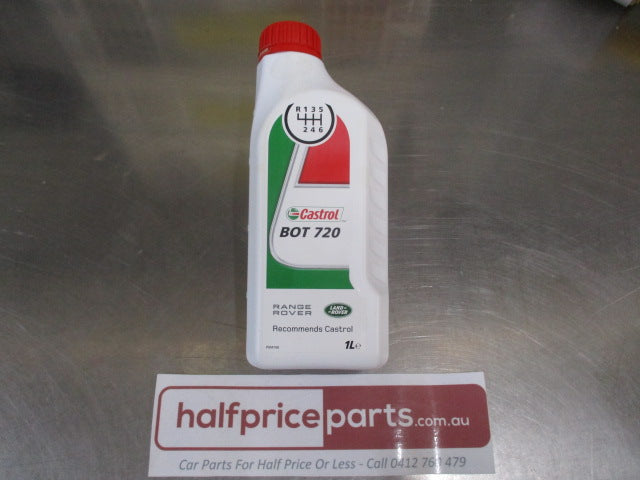 R 1 3 5
2 4 6
Castrol
BOT 720
RANGE
ROVER
LAND
ROVER
Recommends Castrol
1L e
halfpriceparts.com.au
Car Parts For Half Price Or Less - Call 0412 763 479